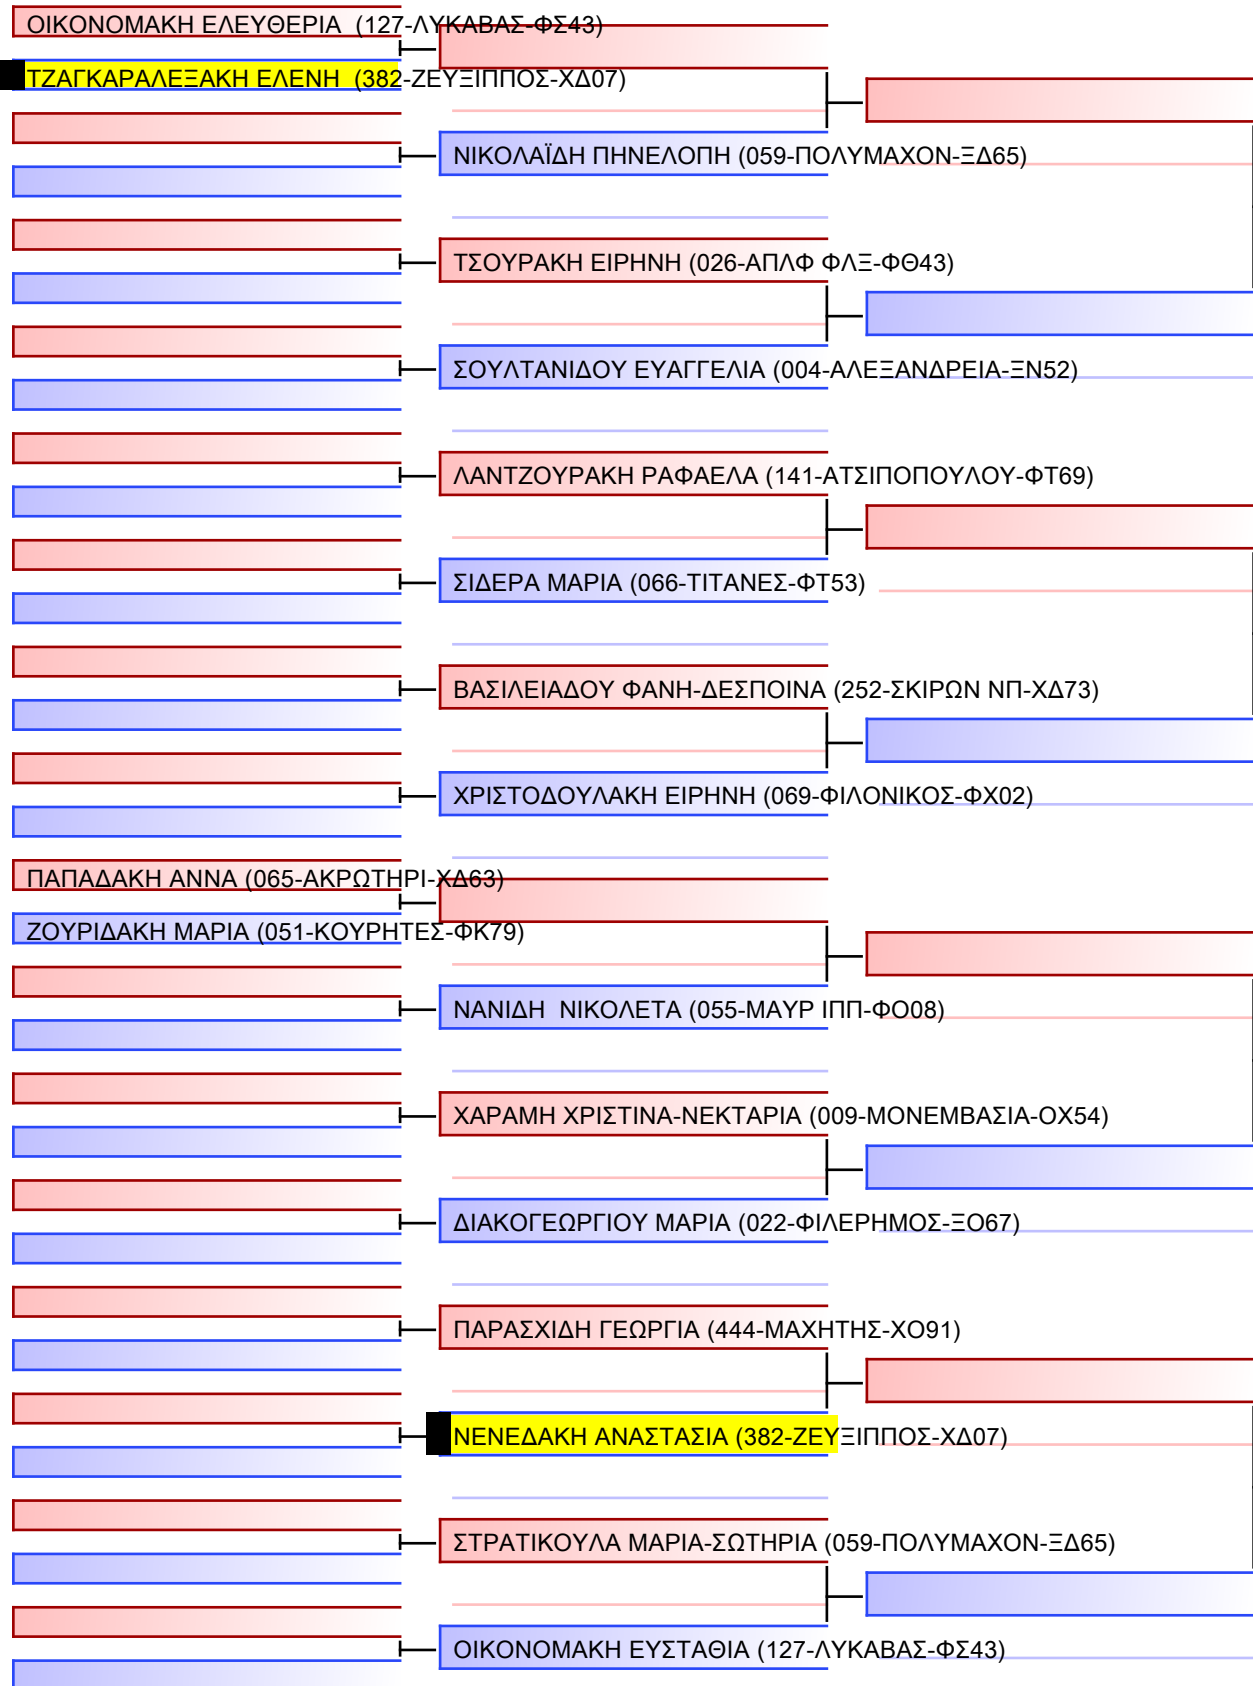 ΟΙΚΟΝΟΜΑΚΗ ΕΛΕΥΘΕΡΙΑ (127-ΛΥΚΑΒΑΣ-ΦΣ43)
ΤΖΑΓΚΑΡΑΛΕΞΑΚΗ ΕΛΕΝΗ (382-ΖΕΥΞΙΠΠΟΣ-ΧΔ07)
ΝΙΚΟΛΑΪΔΗ ΠΗΝΕΛΟΠΗ (059-ΠΟΛΥΜΑΧΟΝ-ΞΔ65)
ΤΣΟΥΡΑΚΗ ΕΙΡΗΝΗ (026-ΑΠΛΦ ΦΛΞ-ΦΘ43)
ΣΟΥΛΤΑΝΙΔΟΥ ΕΥΑΓΓΕΛΙΑ (004-ΑΛΕΞΑΝΔΡΕΙΑ-ΞΝ52)
ΛΑΝΤΖΟΥΡΑΚΗ ΡΑΦΑΕΛΑ (141-ΑΤΣΙΠΟΠΟΥΛΟΥ-ΦΤ69)
ΣΙΔΕΡΑ ΜΑΡΙΑ (066-ΤΙΤΑΝΕΣ-ΦΤ53)
ΒΑΣΙΛΕΙΑΔΟΥ ΦΑΝΗ-ΔΕΣΠΟΙΝΑ (252-ΣΚΙΡΩΝ ΝΠ-ΧΔ73)
ΧΡΙΣΤΟΔΟΥΛΑΚΗ ΕΙΡΗΝΗ (069-ΦΙΛΟΝΙΚΟΣ-ΦΧ02)
ΠΑΠΑΔΑΚΗ ΑΝΝΑ (065-ΑΚΡΩΤΗΡΙ-ΧΔ63)
ΖΟΥΡΙΔΑΚΗ ΜΑΡΙΑ (051-ΚΟΥΡΗΤΕΣ-ΦΚ79)
ΝΑΝΙΔΗ ΝΙΚΟΛΕΤΑ (055-ΜΑΥΡ ΙΠΠ-ΦΟ08)
ΧΑΡΑΜΗ ΧΡΙΣΤΙΝΑ-ΝΕΚΤΑΡΙΑ (009-ΜΟΝΕΜΒΑΣΙΑ-ΟΧ54)
ΔΙΑΚΟΓΕΩΡΓΙΟΥ ΜΑΡΙΑ (022-ΦΙΛΕΡΗΜΟΣ-ΞΟ67)
ΠΑΡΑΣΧΙΔΗ ΓΕΩΡΓΙΑ (444-ΜΑΧΗΤΗΣ-ΧΟ91)
ΝΕΝΕΔΑΚΗ ΑΝΑΣΤΑΣΙΑ (382-ΖΕΥΞΙΠΠΟΣ-ΧΔ07)
ΣΤΡΑΤΙΚΟΥΛΑ ΜΑΡΙΑ-ΣΩΤΗΡΙΑ (059-ΠΟΛΥΜΑΧΟΝ-ΞΔ65)
ΟΙΚΟΝΟΜΑΚΗ ΕΥΣΤΑΘΙΑ (127-ΛΥΚΑΒΑΣ-ΦΣ43)